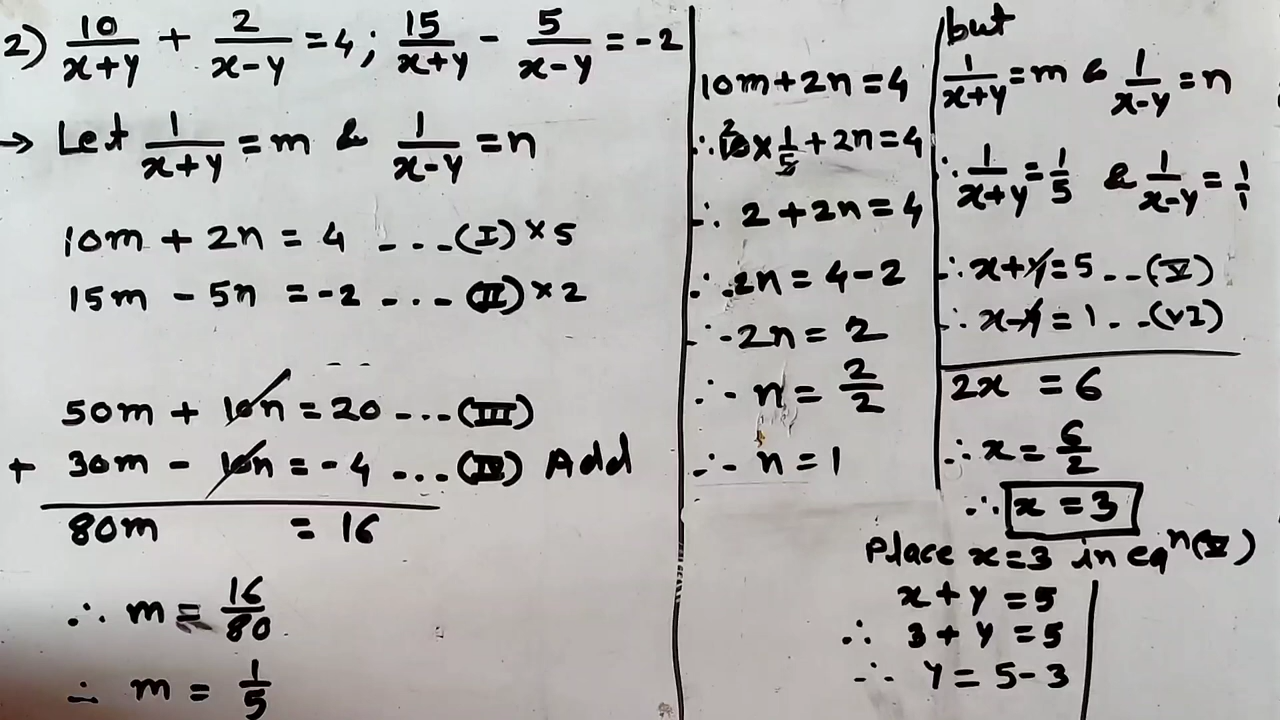 2) 10/(x+y) + 2/(x-y) = 4; 15/(x+y) - 5/(x-y) = -2
→ Let 1/(x+y) = m & 1/(x-y) = n
10m + 2n = 4 ---(I) ×5
15m - 5n = -2 ---(II) ×2
50m + 10n = 20 ---(III)
+ 30m - 10n = -4 ---(IV) Add
80m = 16
∴ m = 16/80
∴ m = 1/5
10m + 2n = 4
∴ 10 × 1/5 + 2n = 4
∴ 2 + 2n = 4
∴ 2n = 4 - 2
∴ 2n = 2
∴ n = 2/2
∴ n = 1
but
1/(x+y) = m & 1/(x-y) = n
∴ 1/(x+y) = 1/5 & 1/(x-y) = 1/1
∴ x+y = 5 --(V)
∴ x-y = 1 --(VI)
2x = 6
∴ x = 6/2
∴ x = 3
Place x=3 in eqⁿ(V)
x + y = 5
∴ 3 + y = 5
∴ y = 5 - 3